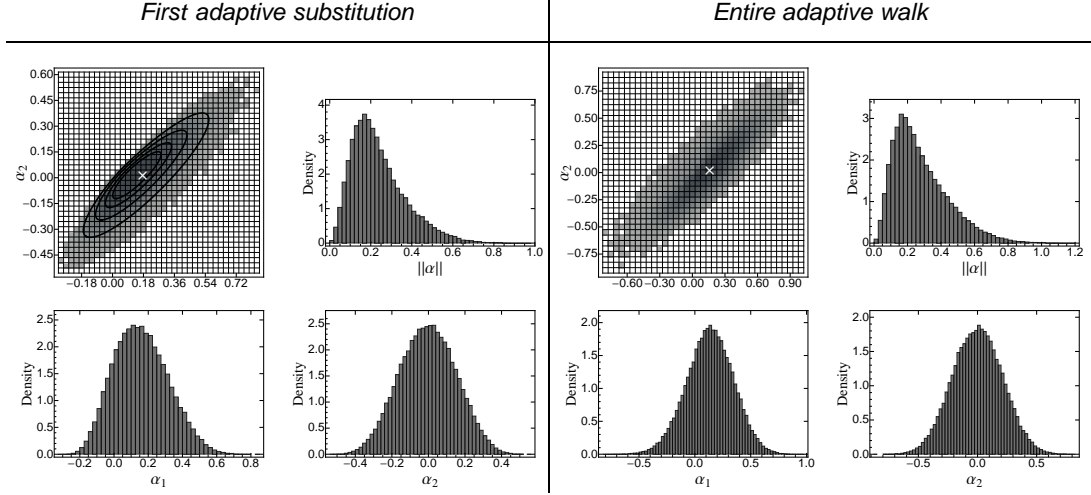 First adaptive substitution
Entire adaptive walk
0.60
0.45
0.30
0.15
0.00
−0.15
−0.30
−0.45
α2
−0.18 0.00 0.18 0.36 0.54 0.72
4
3
2
1
0
Density
0.0 0.2 0.4 0.6 0.8 1.0
||α||
0.75
0.50
0.25
0.00
−0.25
−0.50
−0.75
α2
−0.60 −0.30 0.00 0.30 0.60 0.90
3
2
1
0
Density
0.0 0.2 0.4 0.6 0.8 1.0 1.2
||α||
2.5
2.0
1.5
1.0
0.5
0.0
Density
−0.2 0.0 0.2 0.4 0.6 0.8
α1
2.5
2.0
1.5
1.0
0.5
0.0
Density
−0.4 −0.2 0.0 0.2 0.4
α2
2.0
1.5
1.0
0.5
0.0
Density
−0.5 0.0 0.5 1.0
α1
2.0
1.5
1.0
0.5
0.0
Density
−0.5 0.0 0.5
α2